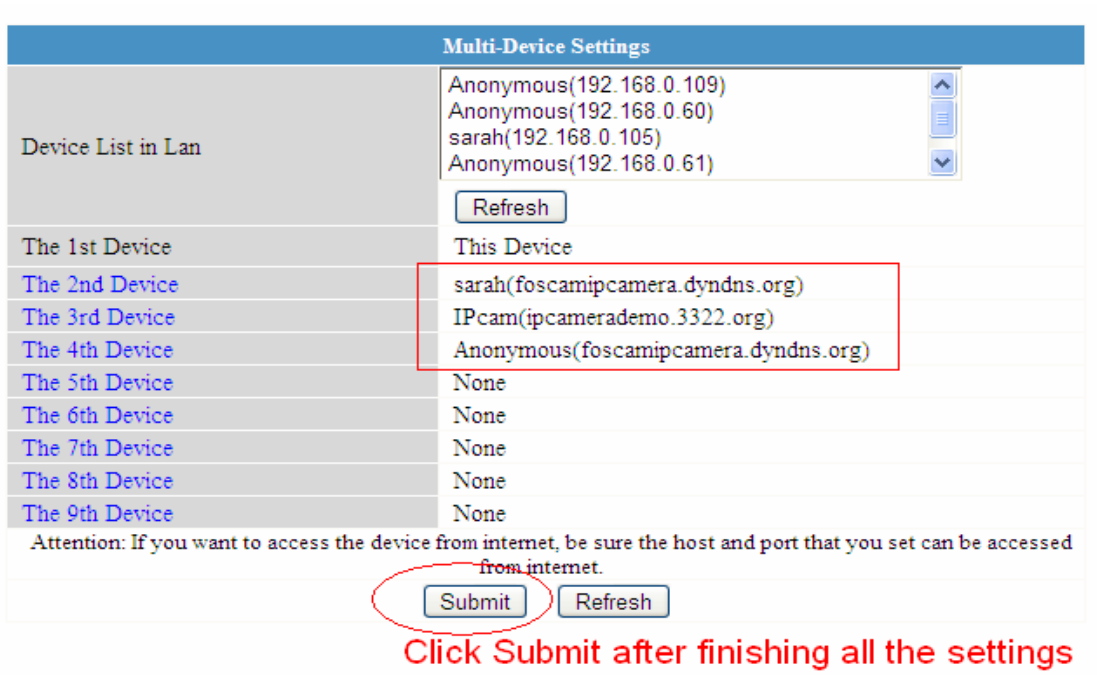 Multi-Device Settings
Device List in Lan
Anonymous(192.168.0.109)
Anonymous(192.168.0.60)
sarah(192.168.0.105)
Anonymous(192.168.0.61)
Refresh
The 1st Device This Device
The 2nd Device sarah(foscamipcamera.dyndns.org)
The 3rd Device IPcam(ipcamerademo.3322.org)
The 4th Device Anonymous(foscamipcamera.dyndns.org)
The 5th Device None
The 6th Device None
The 7th Device None
The 8th Device None
The 9th Device None
Attention: If you want to access the device from internet, be sure the host and port that you set can be accessed
from internet.
Submit Refresh
Click Submit after finishing all the settings